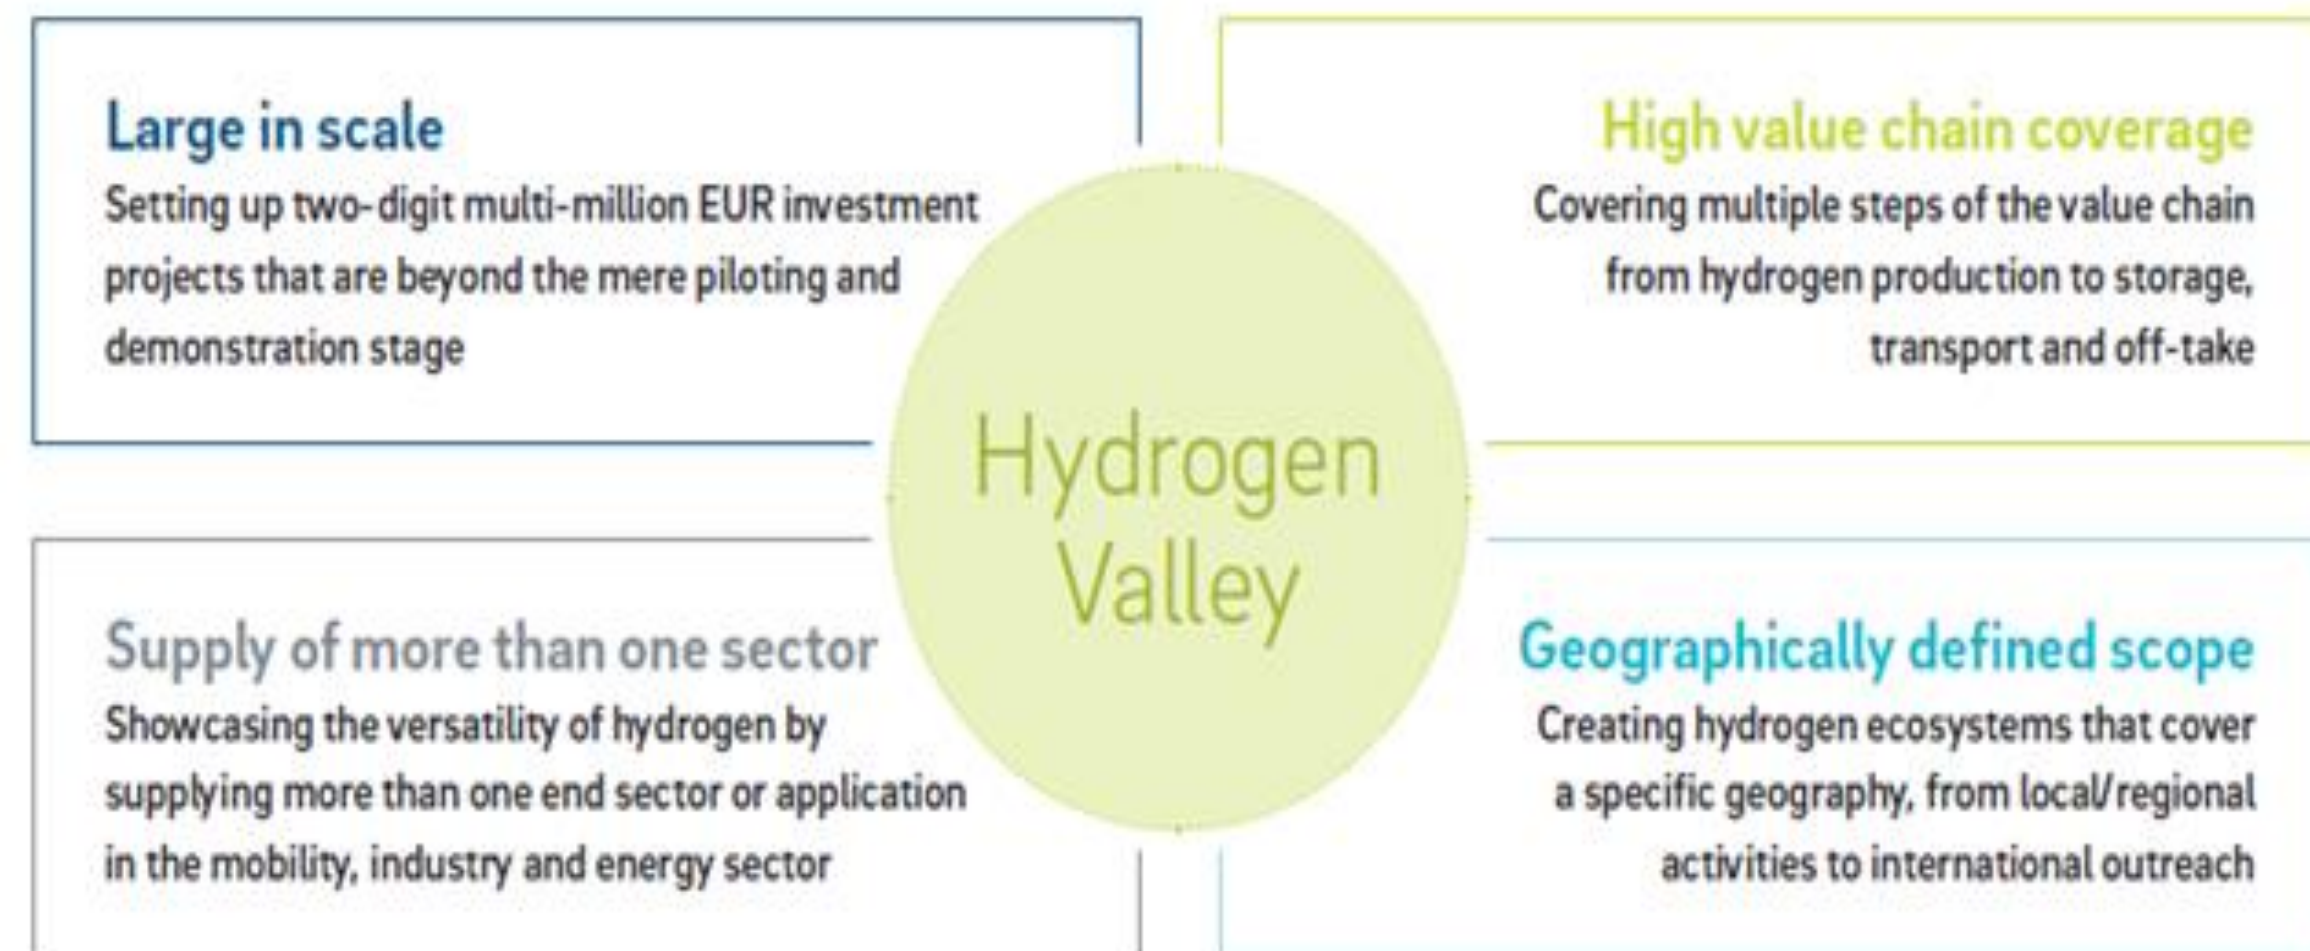 Large in scale
Setting up two-digit multi-million EUR investment
projects that are beyond the mere piloting and
demonstration stage
High value chain coverage
Covering multiple steps of the value chain
from hydrogen production to storage,
transport and off-take
Hydrogen
Valley
Supply of more than one sector
Showcasing the versatility of hydrogen by
supplying more than one end sector or application
in the mobility, industry and energy sector
Geographically defined scope
Creating hydrogen ecosystems that cover
a specific geography, from local/regional
activities to international outreach